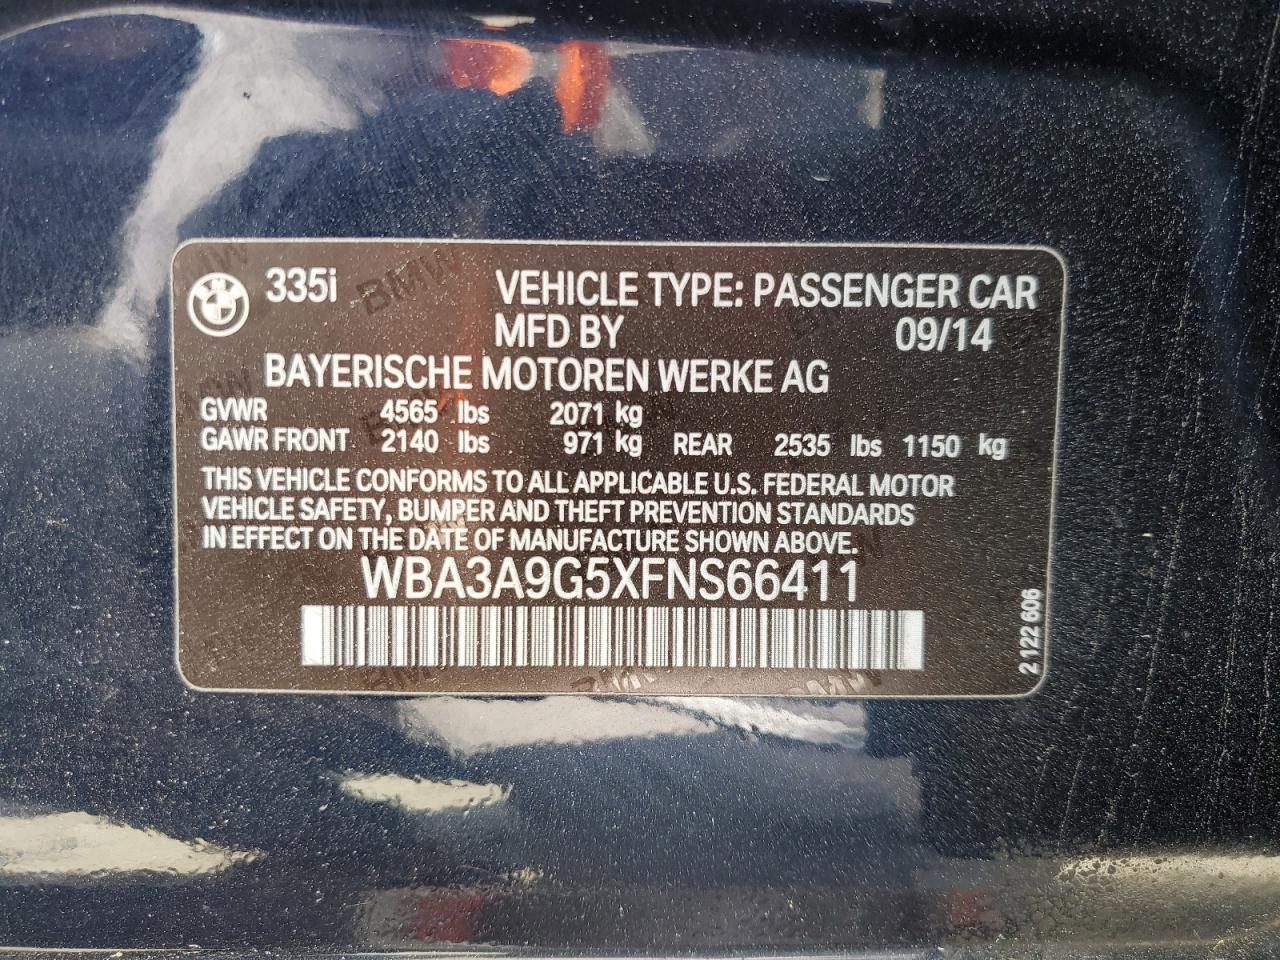 335i VEHICLE TYPE: PASSENGER CAR
MFD BY 09/14
BAYERISCHE MOTOREN WERKE AG
GVWR 4565 lbs 2071 kg
GAWR FRONT 2140 lbs 971 kg REAR 2535 lbs 1150 kg
THIS VEHICLE CONFORMS TO ALL APPLICABLE U.S. FEDERAL MOTOR
VEHICLE SAFETY, BUMPER AND THEFT PREVENTION STANDARDS
IN EFFECT ON THE DATE OF MANUFACTURE SHOWN ABOVE.
WBA3A9G5XFNS66411
2 122 606